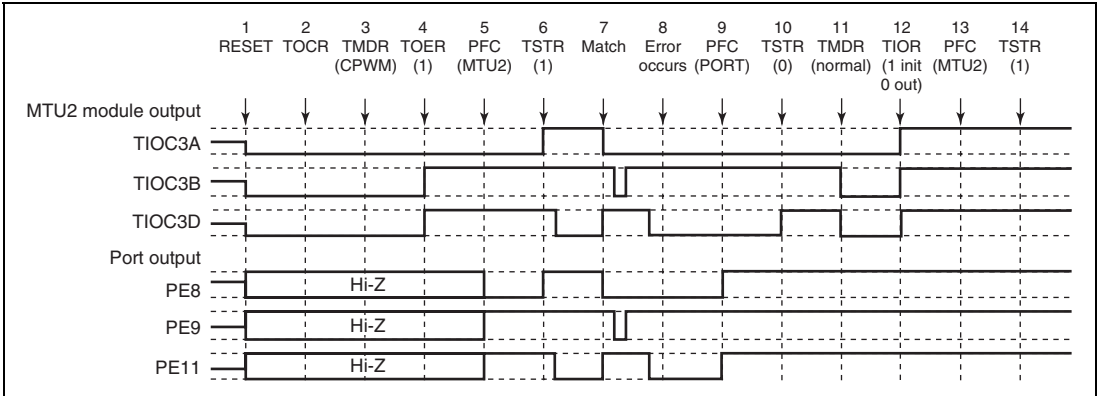 1 2 3 4 5 6 7 8 9 10 11 12 13 14
RESET TOCR TMDR TOER PFC TSTR Match Error PFC TSTR TMDR TIOR PFC TSTR
(CPWM) (1) (MTU2) (1) occurs (PORT) (0) (normal) (1 init (MTU2) (1)
0 out)
MTU2 module output
TIOC3A
TIOC3B
TIOC3D
Port output
PE8 Hi-Z
PE9 Hi-Z
PE11 Hi-Z